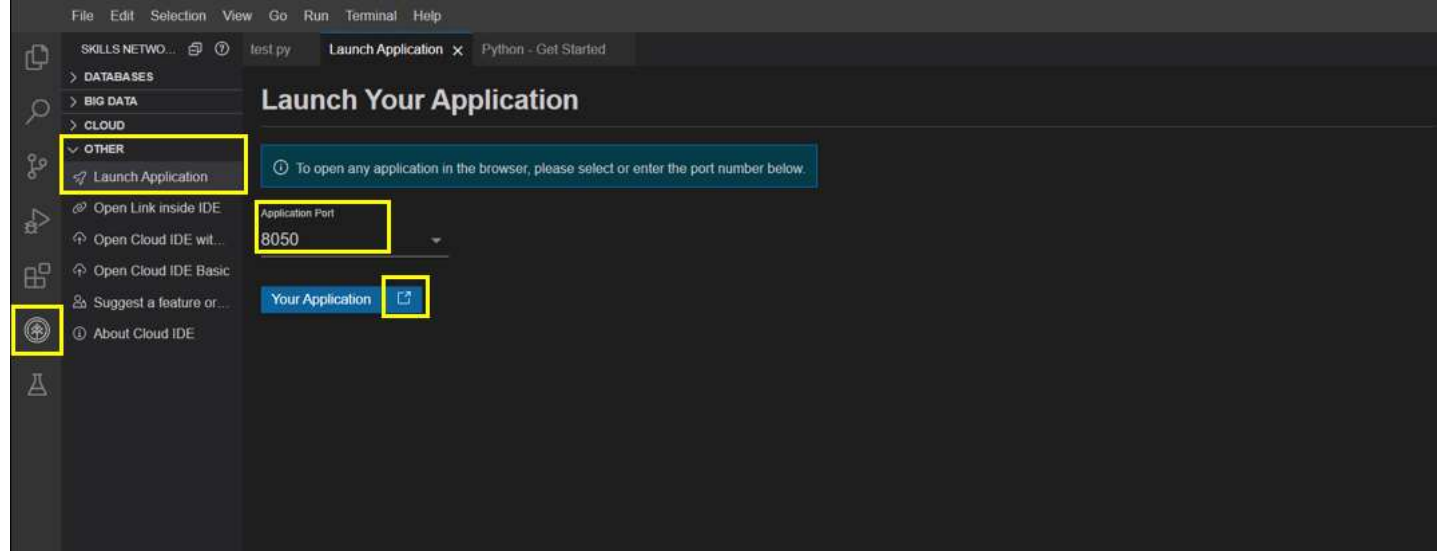 File Edit Selection View Go Run Terminal Help
SKILLS NETWO...
test.py Launch Application × Python - Get Started
DATABASES
BIG DATA
CLOUD
OTHER
Launch Application
Open Link inside IDE
Open Cloud IDE wit...
Open Cloud IDE Basic
Suggest a feature or...
About Cloud IDE
Launch Your Application
To open any application in the browser, please select or enter the port number below.
Application Port
8050
Your Application